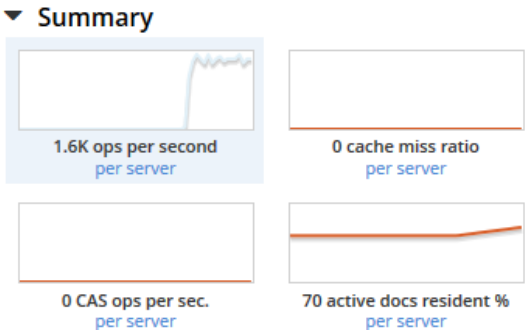 Summary
1.6K ops per second
per server
0 cache miss ratio
per server
0 CAS ops per sec.
per server
70 active docs resident %
per server